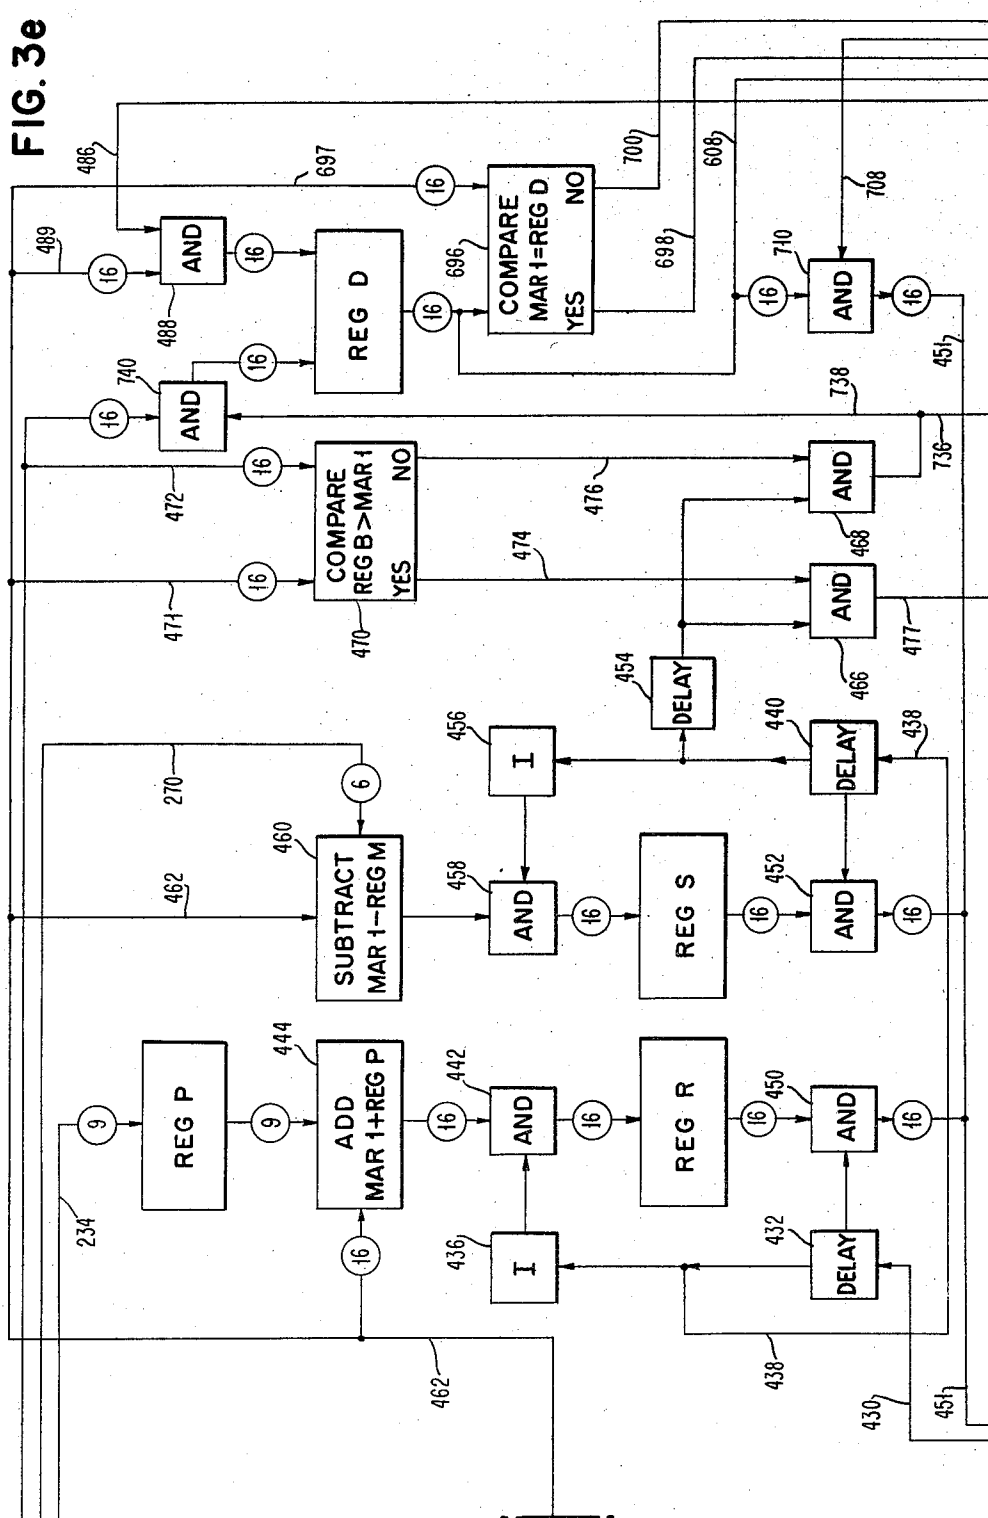 FIG. 3e
486
697
489
16
16
AND
16
488
REG D
16
696
COMPARE
MAR 1=REG D
YES NO
700
698
608
710
16
AND
16
708
451
740
16
AND
16
472
16
471
16
COMPARE
REG B>MAR 1
YES NO
470
476
474
738
736
AND
468
AND
466
477
454
DELAY
456
I
440
DELAY
438
270
6
462
460
SUBTRACT
MAR 1-REG M
458
AND
16
REG S
16
452
AND
16
234
9
REG P
9
444
ADD
MAR 1+REG P
16
16
442
AND
16
REG R
16
450
AND
16
436
I
432
DELAY
462
438
430
451